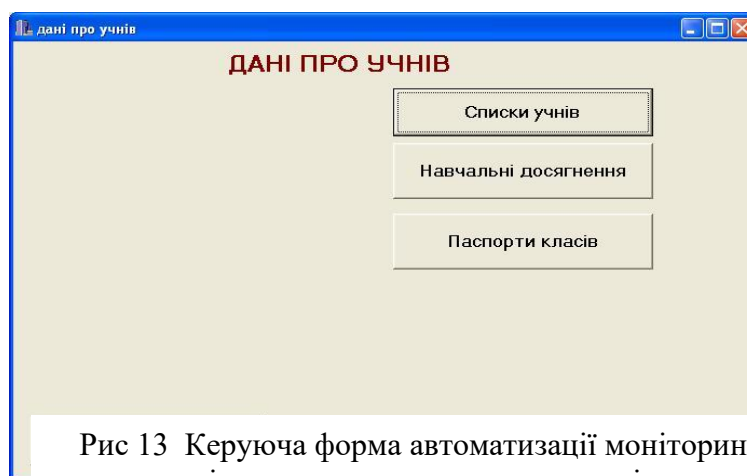 дані про учнів
ДАНІ ПРО УЧНІВ
Списки учнів
Навчальні досягнення
Паспорти класів
Рис 13 Керуюча форма автоматизації моніторин